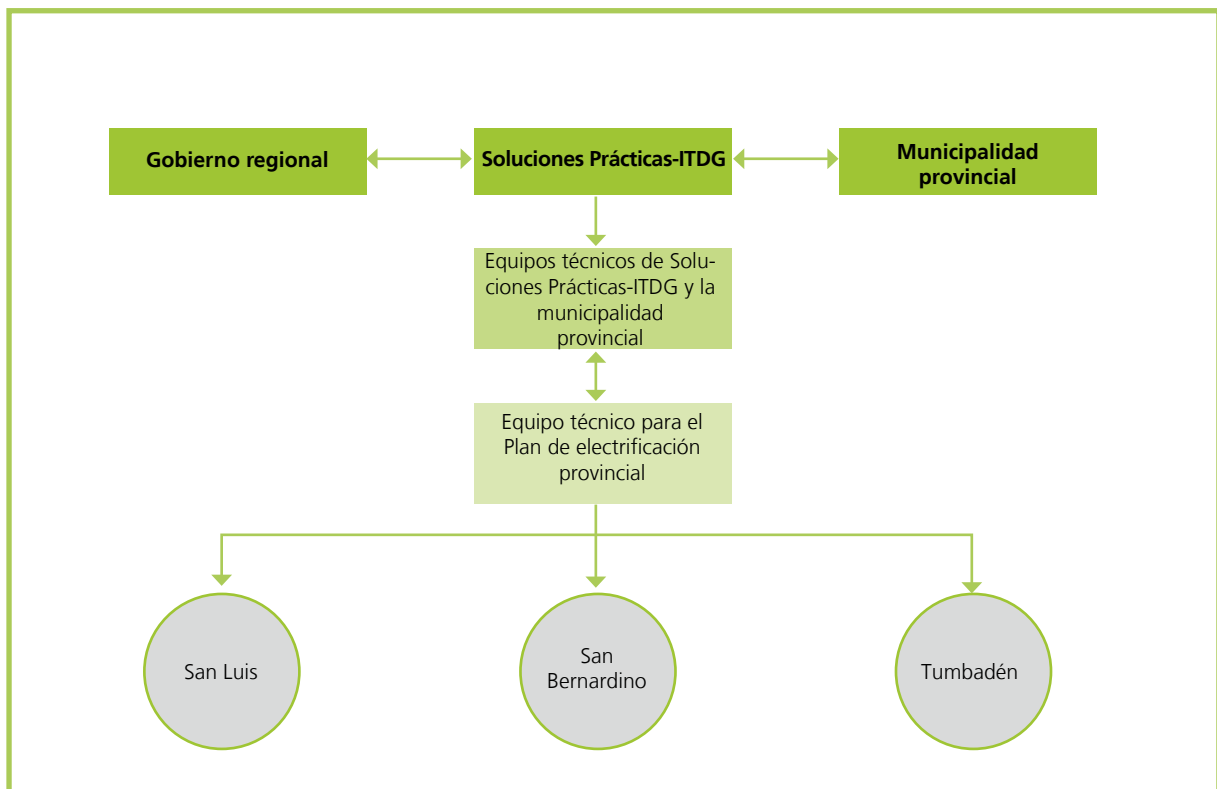 Gobierno regional
Soluciones Prácticas-ITDG
Municipalidad
provincial
Equipos técnicos de Solu-
ciones Prácticas-ITDG y la
municipalidad
provincial
Equipo técnico para el
Plan de electrificación
provincial
San Luis
San
Bernardino
Tumbadén